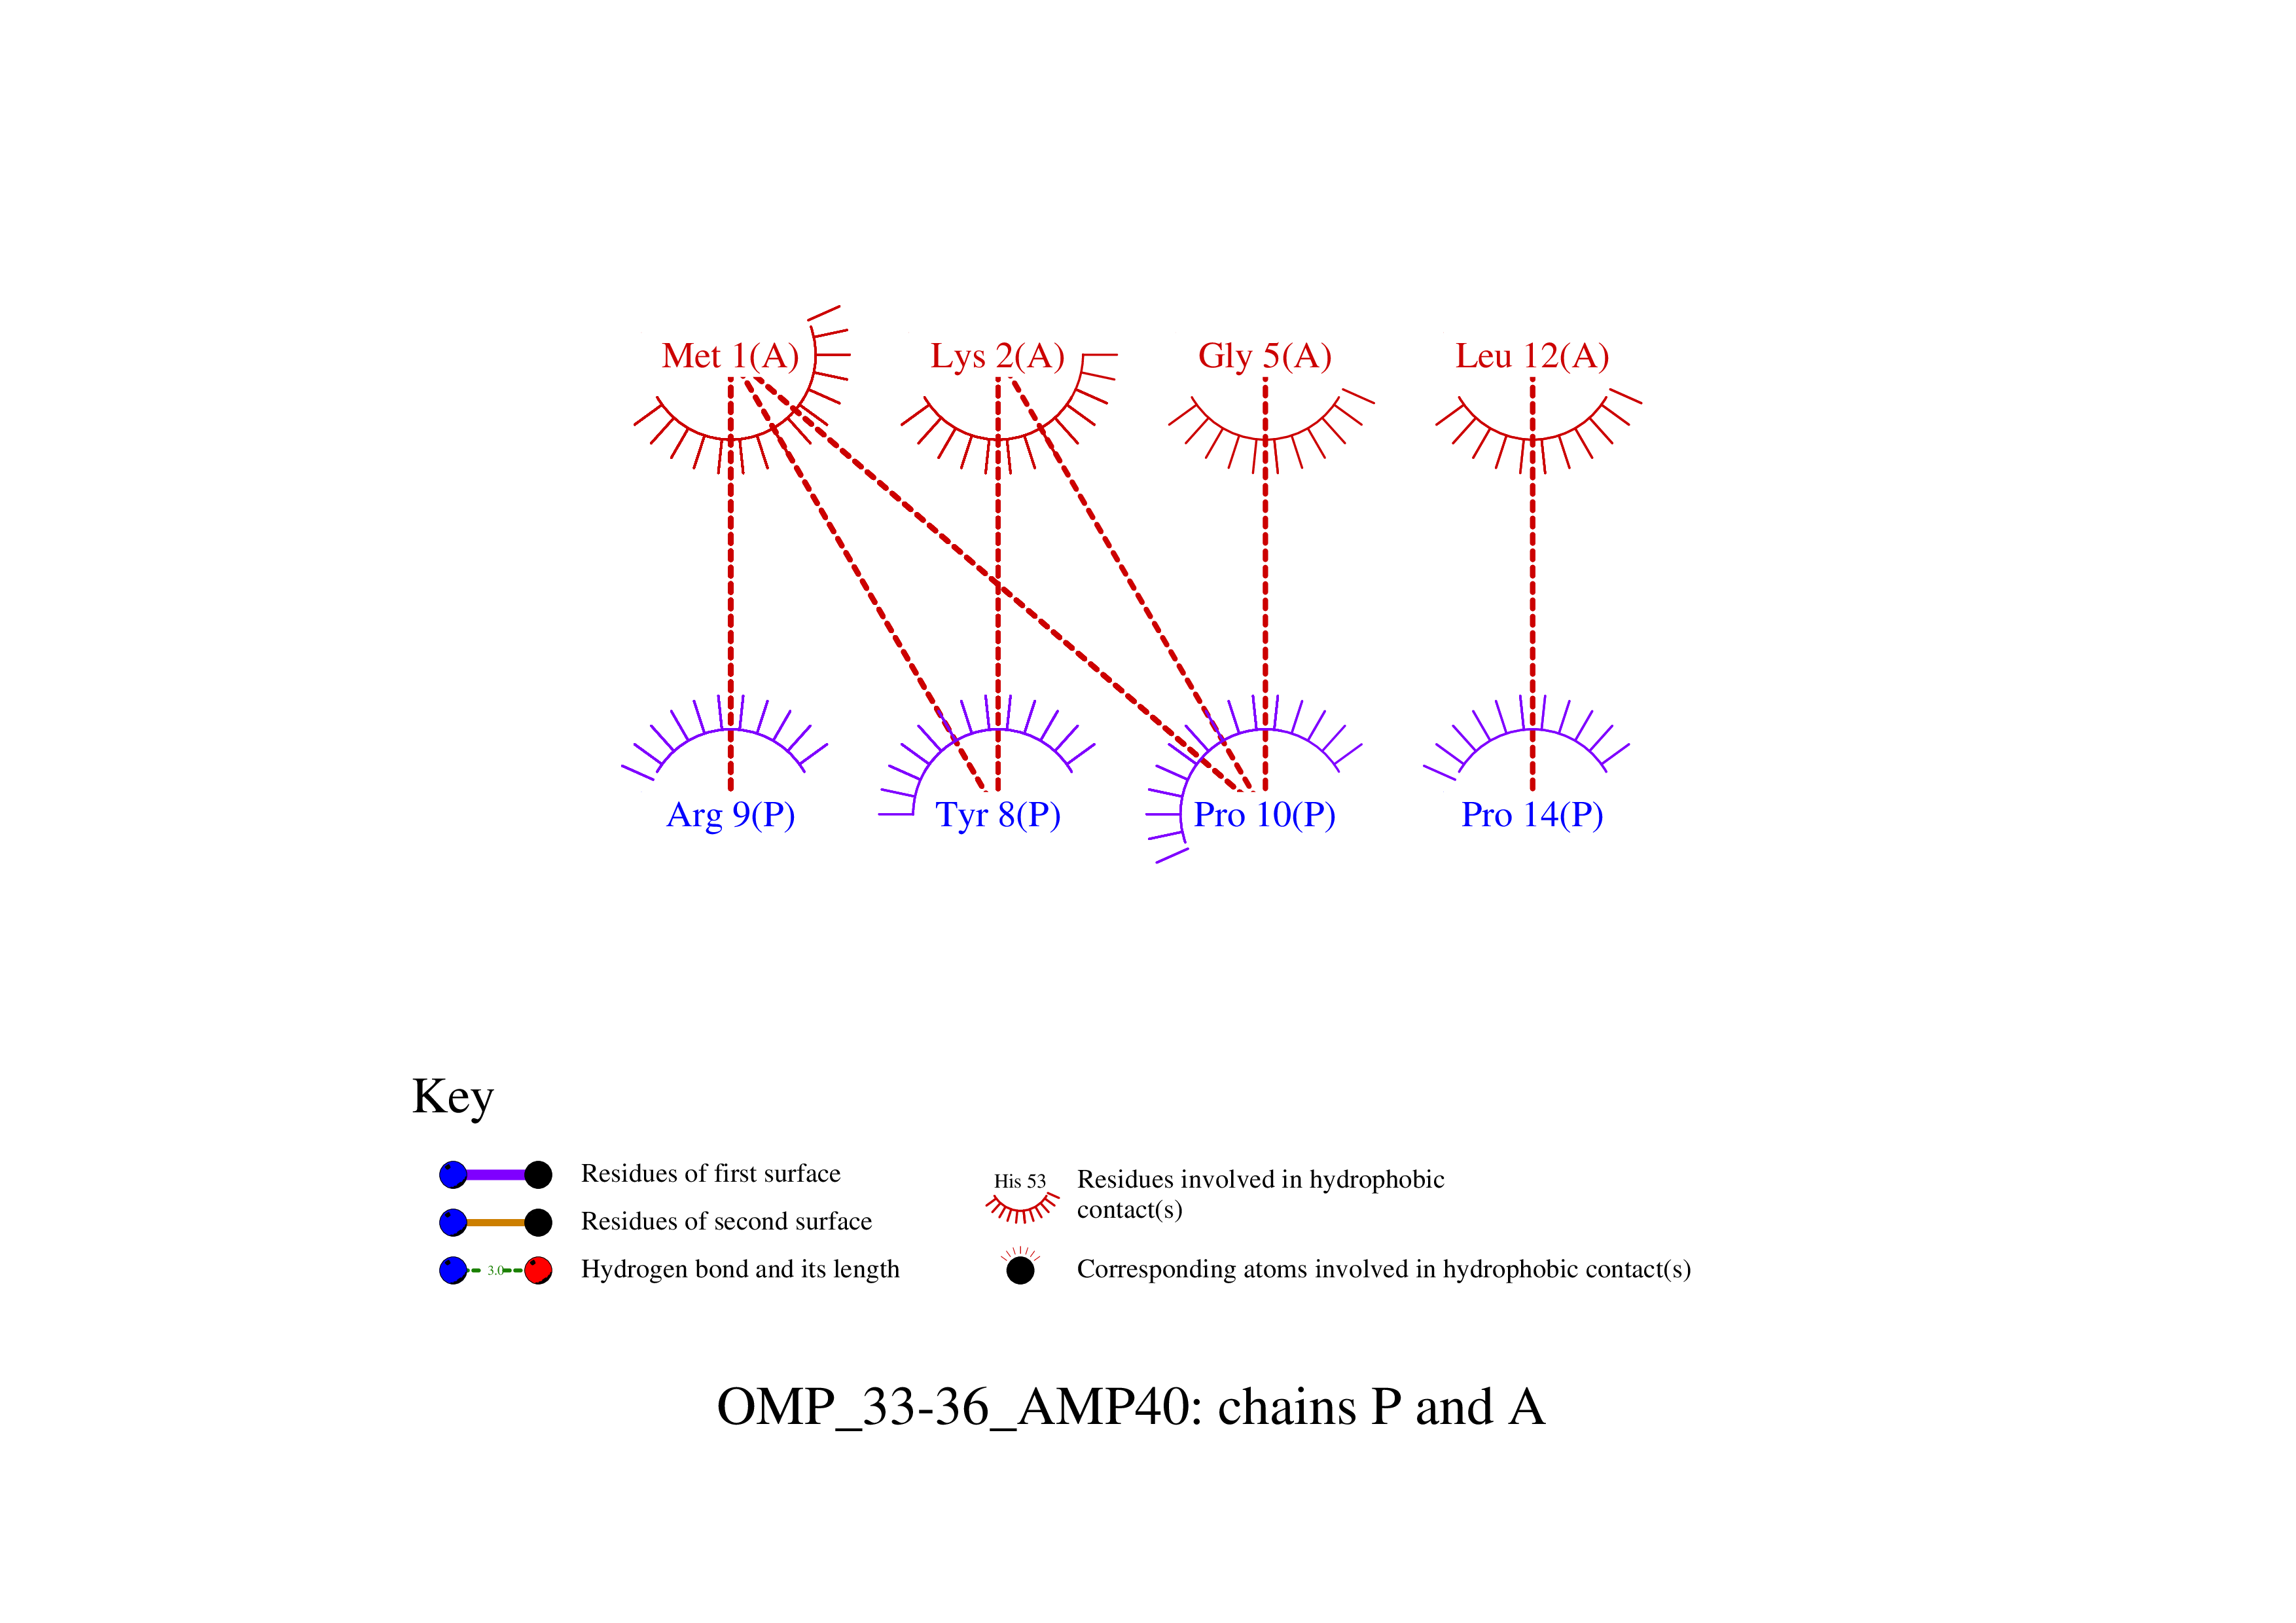 Met 1(A) Lys 2(A) Gly 5(A) Leu 12(A)
Arg 9(P) Tyr 8(P) Pro 10(P) Pro 14(P)
Key
Residues of first surface
Residues of second surface
3.0 Hydrogen bond and its length
His 53 Residues involved in hydrophobic
contact(s)
Corresponding atoms involved in hydrophobic contact(s)
OMP_33-36_AMP40: chains P and A